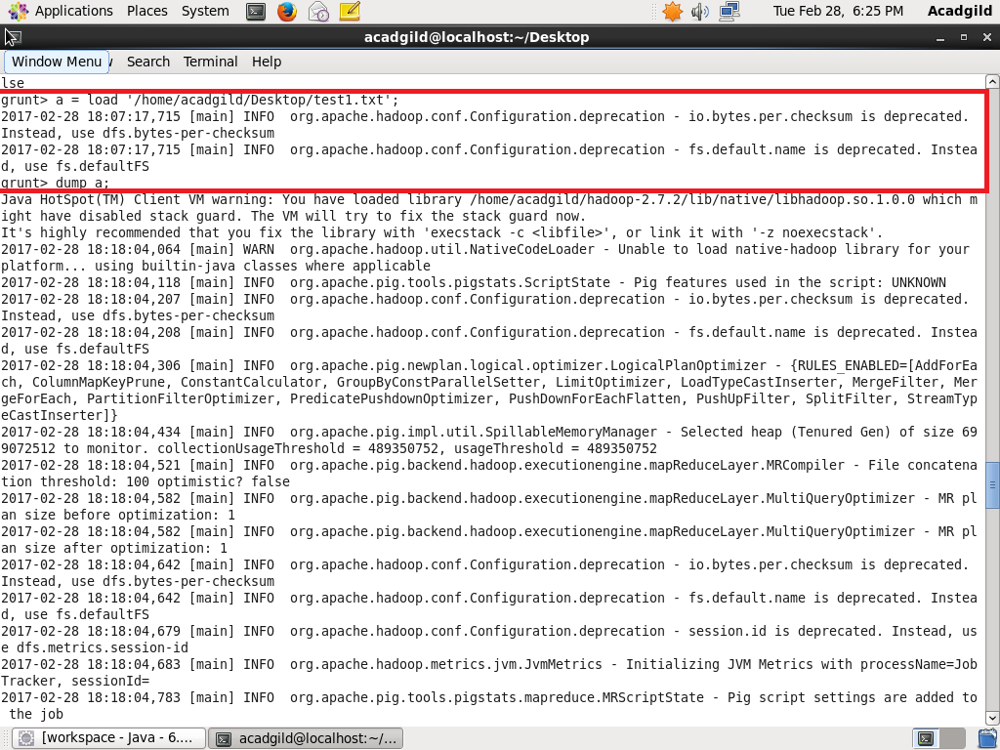 Applications Places System Tue Feb 28, 6:25 PM Acadgild
acadgild@localhost:~/Desktop
Window Menu Search Terminal Help
lse
grunt> a = load '/home/acadgild/Desktop/test1.txt';
2017-02-28 18:07:17,715 [main] INFO  org.apache.hadoop.conf.Configuration.deprecation - io.bytes.per.checksum is deprecated.
Instead, use dfs.bytes-per-checksum
2017-02-28 18:07:17,715 [main] INFO  org.apache.hadoop.conf.Configuration.deprecation - fs.default.name is deprecated. Instea
d, use fs.defaultFS
grunt> dump a;
Java HotSpot(TM) Client VM warning: You have loaded library /home/acadgild/hadoop-2.7.2/lib/native/libhadoop.so.1.0.0 which m
ight have disabled stack guard. The VM will try to fix the stack guard now.
It's highly recommended that you fix the library with 'execstack -c <libfile>', or link it with '-z noexecstack'.
2017-02-28 18:18:04,064 [main] WARN  org.apache.hadoop.util.NativeCodeLoader - Unable to load native-hadoop library for your
platform... using builtin-java classes where applicable
2017-02-28 18:18:04,118 [main] INFO  org.apache.pig.tools.pigstats.ScriptState - Pig features used in the script: UNKNOWN
2017-02-28 18:18:04,207 [main] INFO  org.apache.hadoop.conf.Configuration.deprecation - io.bytes.per.checksum is deprecated.
Instead, use dfs.bytes-per-checksum
2017-02-28 18:18:04,208 [main] INFO  org.apache.hadoop.conf.Configuration.deprecation - fs.default.name is deprecated. Instea
d, use fs.defaultFS
2017-02-28 18:18:04,306 [main] INFO  org.apache.pig.newplan.logical.optimizer.LogicalPlanOptimizer - {RULES_ENABLED=[AddForEa
ch, ColumnMapKeyPrune, ConstantCalculator, GroupByConstParallelSetter, LimitOptimizer, LoadTypeCastInserter, MergeFilter, Mer
geForEach, PartitionFilterOptimizer, PredicatePushdownOptimizer, PushDownForEachFlatten, PushUpFilter, SplitFilter, StreamTyp
eCastInserter]}
2017-02-28 18:18:04,434 [main] INFO  org.apache.pig.impl.util.SpillableMemoryManager - Selected heap (Tenured Gen) of size 69
9072512 to monitor. collectionUsageThreshold = 489350752, usageThreshold = 489350752
2017-02-28 18:18:04,521 [main] INFO  org.apache.pig.backend.hadoop.executionengine.mapReduceLayer.MRCompiler - File concatena
tion threshold: 100 optimistic? false
2017-02-28 18:18:04,582 [main] INFO  org.apache.pig.backend.hadoop.executionengine.mapReduceLayer.MultiQueryOptimizer - MR pl
an size before optimization: 1
2017-02-28 18:18:04,582 [main] INFO  org.apache.pig.backend.hadoop.executionengine.mapReduceLayer.MultiQueryOptimizer - MR pl
an size after optimization: 1
2017-02-28 18:18:04,642 [main] INFO  org.apache.hadoop.conf.Configuration.deprecation - io.bytes.per.checksum is deprecated.
Instead, use dfs.bytes-per-checksum
2017-02-28 18:18:04,642 [main] INFO  org.apache.hadoop.conf.Configuration.deprecation - fs.default.name is deprecated. Instea
d, use fs.defaultFS
2017-02-28 18:18:04,679 [main] INFO  org.apache.hadoop.conf.Configuration.deprecation - session.id is deprecated. Instead, us
e dfs.metrics.session-id
2017-02-28 18:18:04,683 [main] INFO  org.apache.hadoop.metrics.jvm.JvmMetrics - Initializing JVM Metrics with processName=Job
Tracker, sessionId=
2017-02-28 18:18:04,783 [main] INFO  org.apache.pig.tools.pigstats.mapreduce.MRScriptState - Pig script settings are added to
 the job
[workspace - Java - 6.... acadgild@localhost:~/...